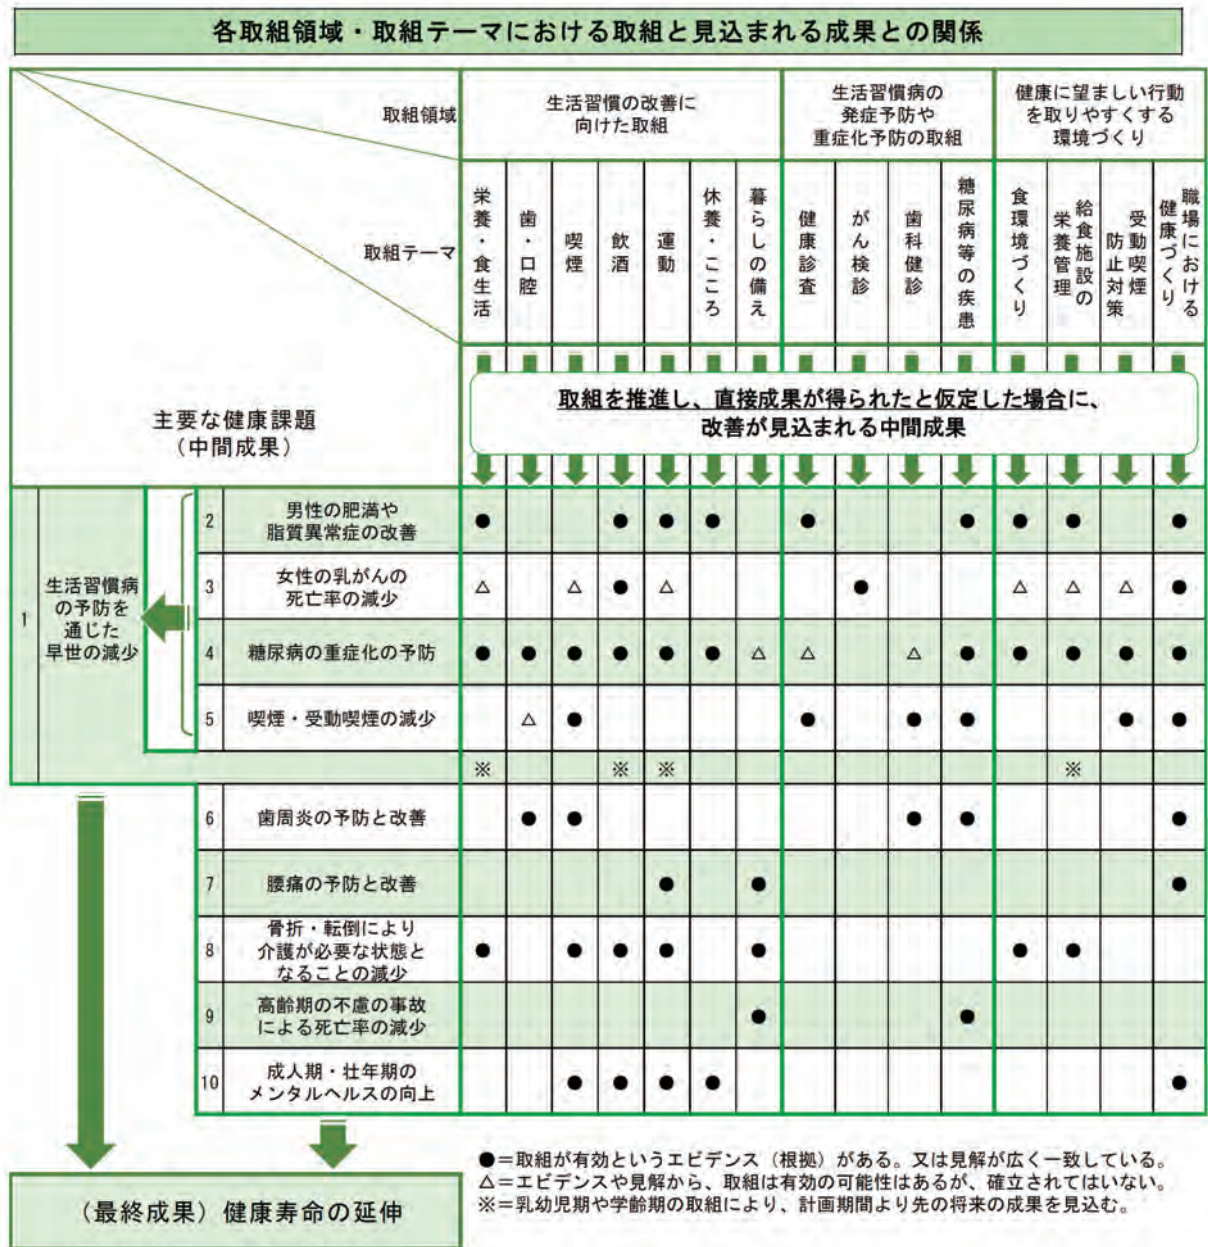 各取組領域・取組テーマにおける取組と見込まれる成果との関係
取組領域
生活習慣の改善に
向けた取組
生活習慣病の
発症予防や
重症化予防の取組
健康に望ましい行動
を取りやすくする
環境づくり
取組テーマ
栄養・食生活
歯・口腔
喫煙
飲酒
運動
休養・こころ
暮らしの備え
健康診査
がん検診
歯科健診
糖尿病等の疾患
食環境づくり
給食施設の
栄養管理
受動喫煙
防止対策
職場における
健康づくり
主要な健康課題
（中間成果）
取組を推進し、直接成果が得られたと仮定した場合に、
改善が見込まれる中間成果
1
生活習慣病
の予防を
通じた
早世の減少
2
男性の肥満や
脂質異常症の改善
● ● ● ● ● ● ● ● ●
3
女性の乳がんの
死亡率の減少
△ △ ● △ ● △ △ △ ●
4
糖尿病の重症化の予防
● ● ● ● ● ● △ △ △ ● ● ● ● ●
5
喫煙・受動喫煙の減少
△ ● ● ● ● ● ●
※ ※ ※ ※
6
歯周炎の予防と改善
● ● ● ● ●
7
腰痛の予防と改善
● ● ●
8
骨折・転倒により
介護が必要な状態と
なることの減少
● ● ● ● ● ● ●
9
高齢期の不慮の事故
による死亡率の減少
● ●
10
成人期・壮年期の
メンタルヘルスの向上
● ● ● ● ●
（最終成果）健康寿命の延伸
●＝取組が有効というエビデンス（根拠）がある。又は見解が広く一致している。
△＝エビデンスや見解から、取組は有効の可能性はあるが、確立されてはいない。
※＝乳幼児期や学齢期の取組により、計画期間より先の将来の成果を見込む。